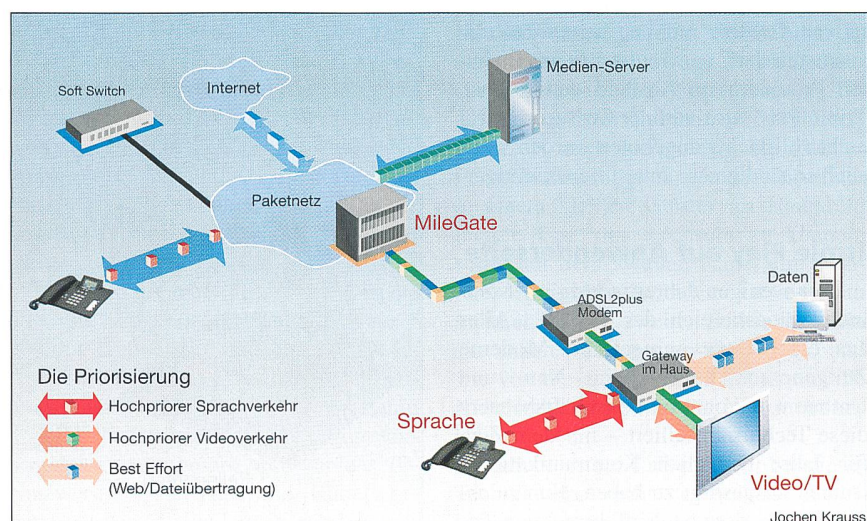 Medien-Server
Internet
Soft Switch
Paketnetz
MileGate
Daten
ADSL2plus
Modem
Gateway
im Haus
Die Priorisierung
Hochpriorer Sprachverkehr
Hochpriorer Videoverkehr
Best Effort
(Web/Dateiübertragung)
Sprache
Video/TV
Jochen Krauss